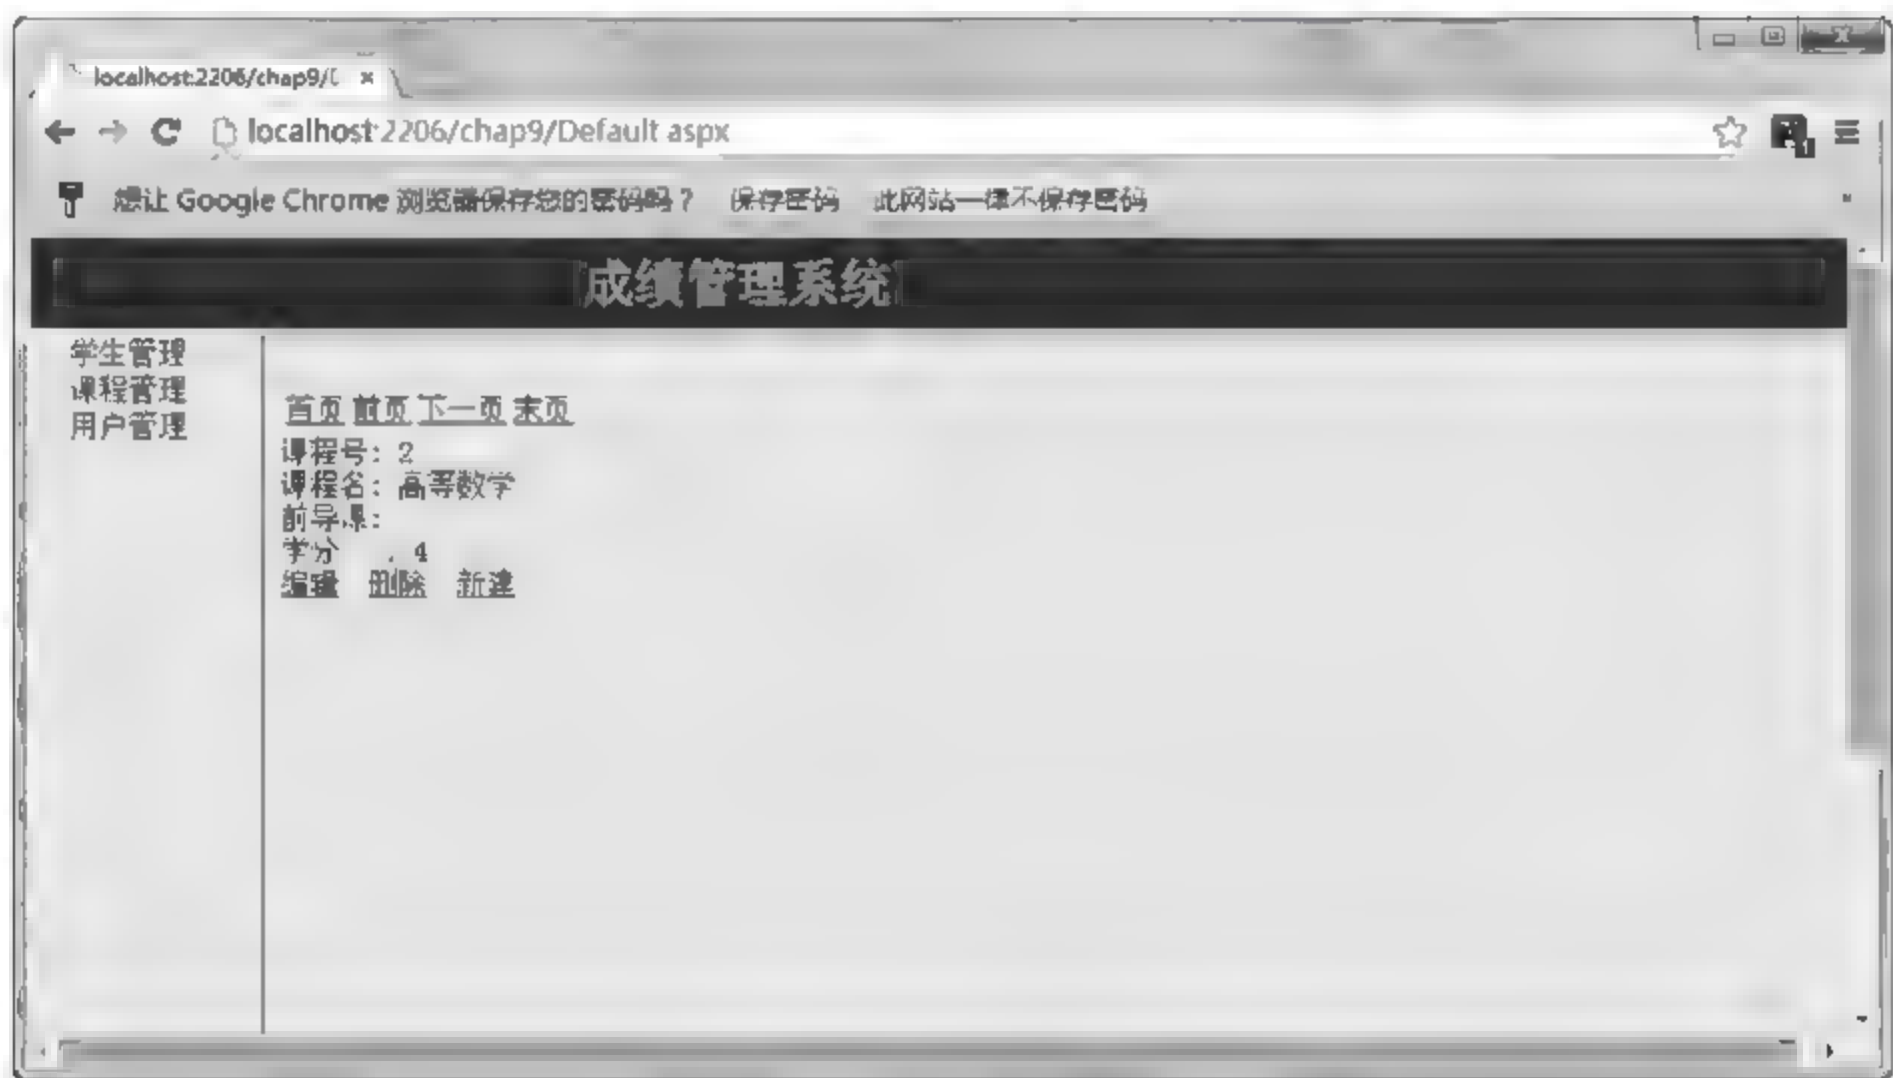 localhost:2206/chap9/
localhost:2206/chap9/Default aspx
想让 Google Chrome 浏览器保存您的密码吗？ 保存密码 此网站一律不保存密码
成绩管理系统
学生管理
课程管理
用户管理
首页 前页 下一页 末页
课程号：2
课程名：高等数学
前导课：
学分 ：4
编辑 删除 新建